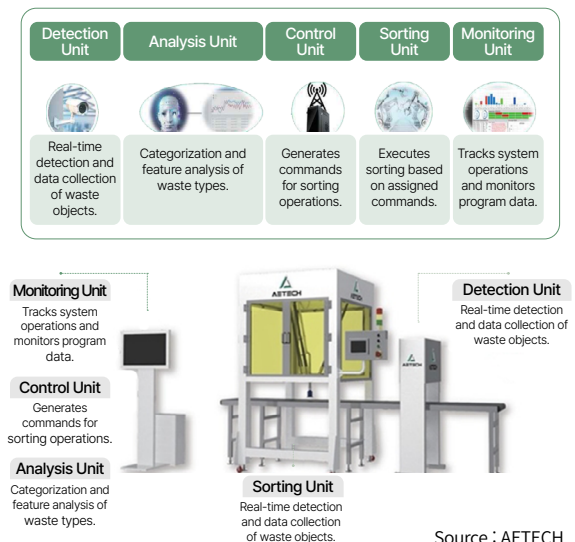 Detection
Unit
Analysis Unit
Control
Unit
Sorting
Unit
Monitoring
Unit
Real-time
detection and
data collection
of waste
objects.
Categorization and
feature analysis of
waste types.
Generates
commands
for sorting
operations.
Executes
sorting based
on assigned
commands.
Tracks system
operations
and monitors
program data.
Monitoring Unit
Tracks system
operations and
monitors program
data.
Control Unit
Generates
commands for
sorting operations.
Analysis Unit
Categorization and
feature analysis of
waste types.
AETECH
AETECH
Sorting Unit
Real-time detection
and data collection
of waste objects.
Detection Unit
Real-time detection
and data collection of
waste objects.
Source : AETECH